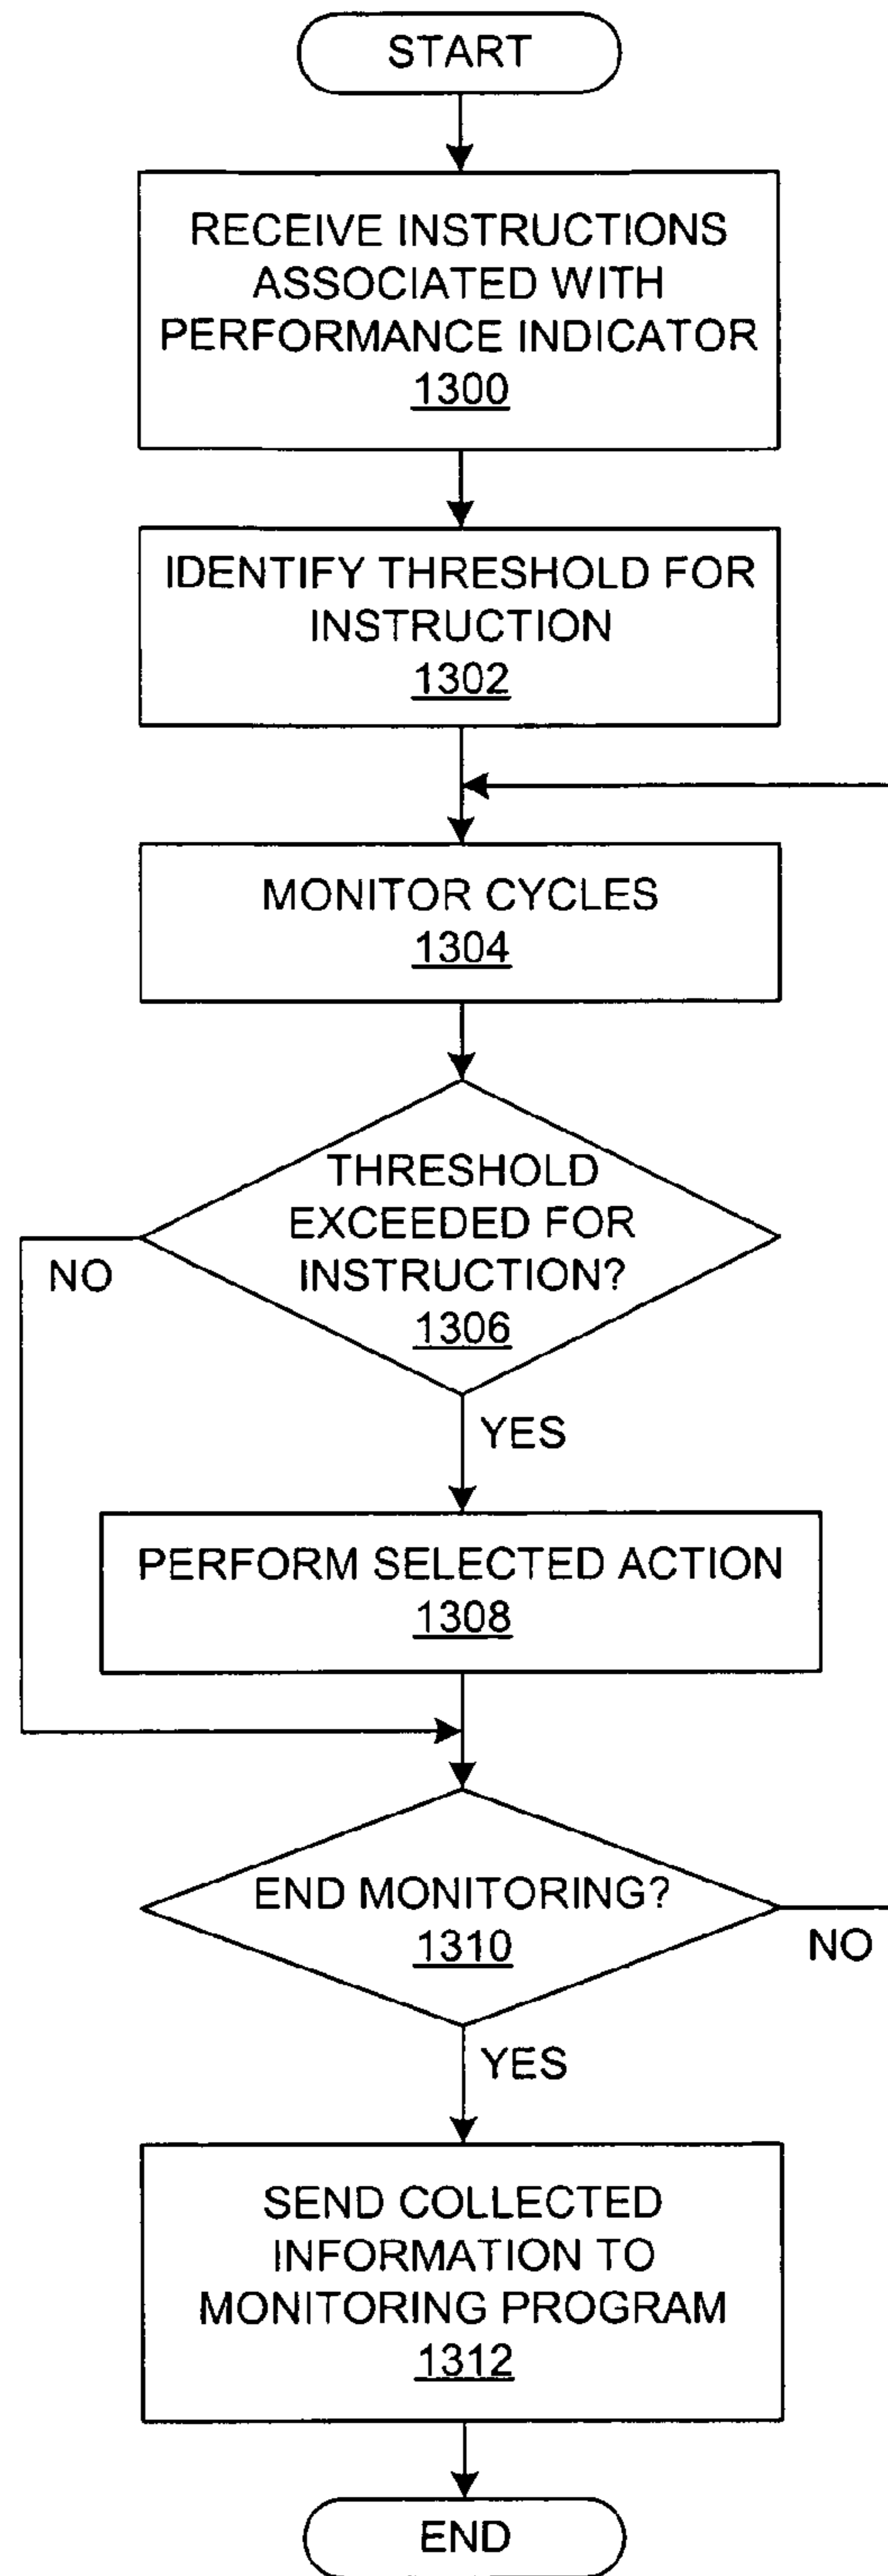 START
RECEIVE INSTRUCTIONS
ASSOCIATED WITH
PERFORMANCE INDICATOR
1300
IDENTIFY THRESHOLD FOR
INSTRUCTION
1302
MONITOR CYCLES
1304
THRESHOLD
EXCEEDED FOR
INSTRUCTION?
1306
NO
YES
PERFORM SELECTED ACTION
1308
END MONITORING?
1310
NO
YES
SEND COLLECTED
INFORMATION TO
MONITORING PROGRAM
1312
END